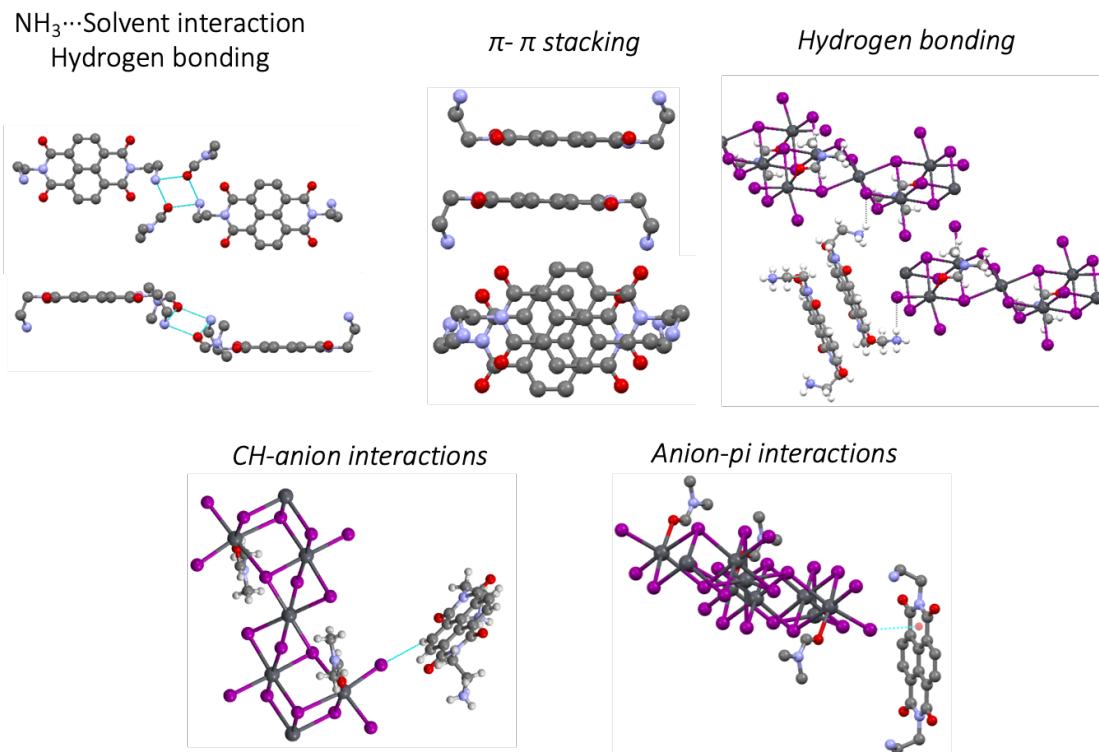 NH₃···Solvent interaction
Hydrogen bonding
π- π stacking
Hydrogen bonding
CH-anion interactions
Anion-pi interactions